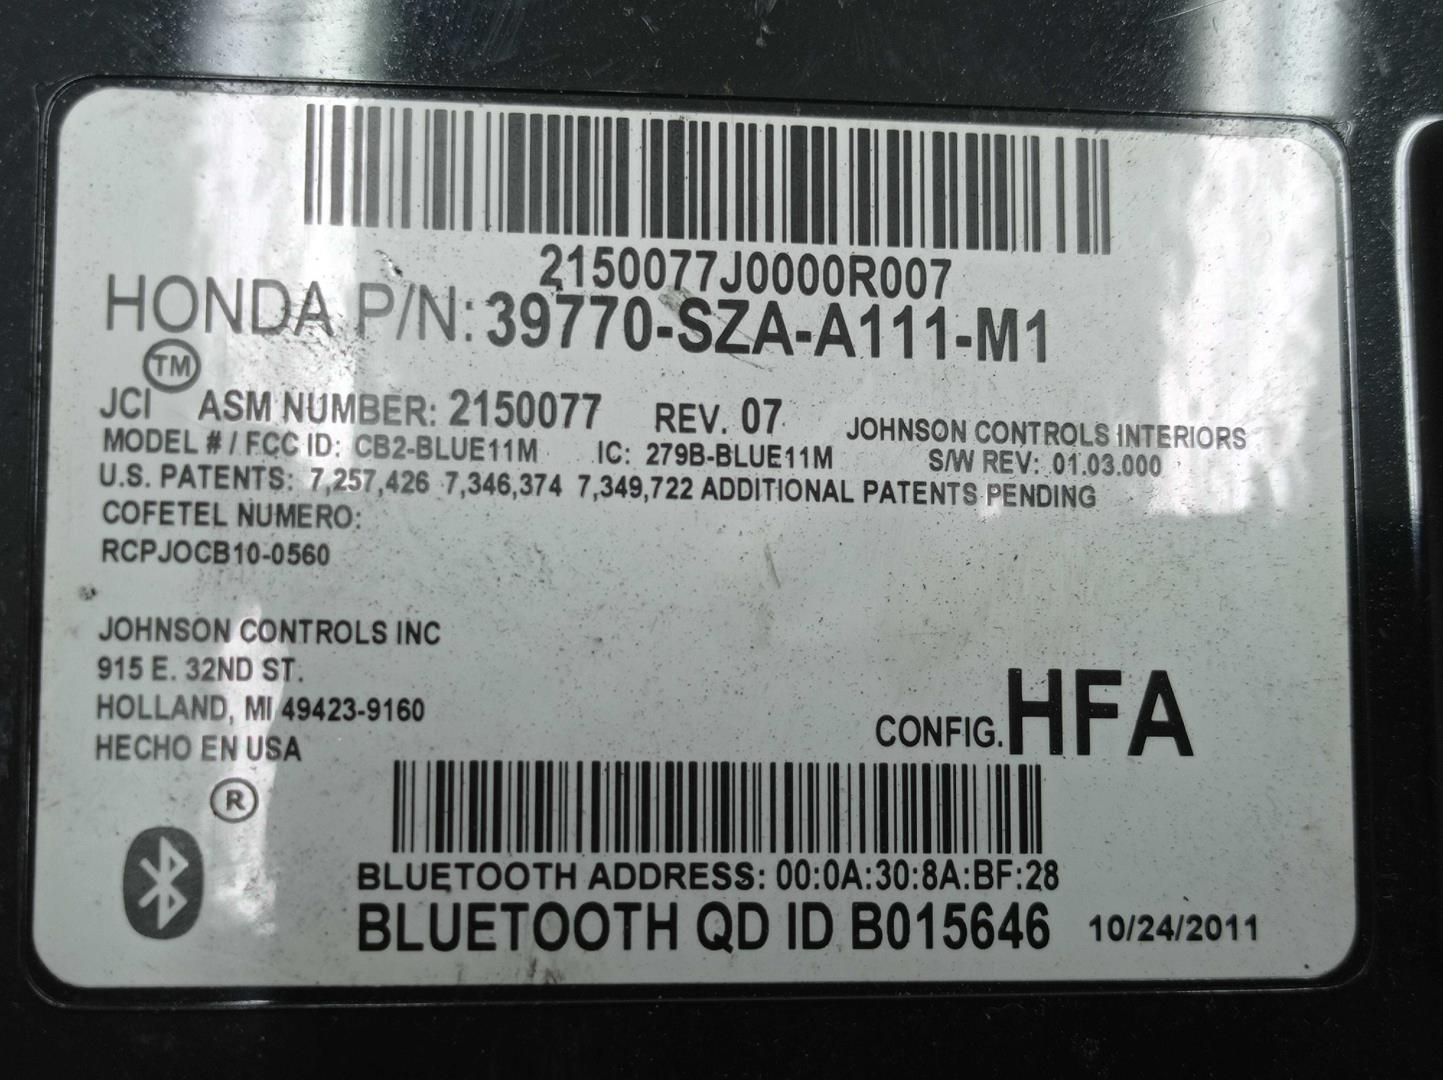 2150077J0000R007
HONDA P/N: 39770-SZA-A111-M1
TM
JCI ASM NUMBER: 2150077 REV. 07 JOHNSON CONTROLS INTERIORS
MODEL # / FCC ID: CB2-BLUE11M IC: 279B-BLUE11M S/W REV: 01.03.000
U.S. PATENTS: 7,257,426 7,346,374 7,349,722 ADDITIONAL PATENTS PENDING
COFETEL NUMERO:
RCPJOCB10-0560
JOHNSON CONTROLS INC
915 E. 32ND ST.
HOLLAND, MI 49423-9160
HECHO EN USA
CONFIG. HFA
®
BLUETOOTH ADDRESS: 00:0A:30:8A:BF:28
BLUETOOTH QD ID B015646 10/24/2011